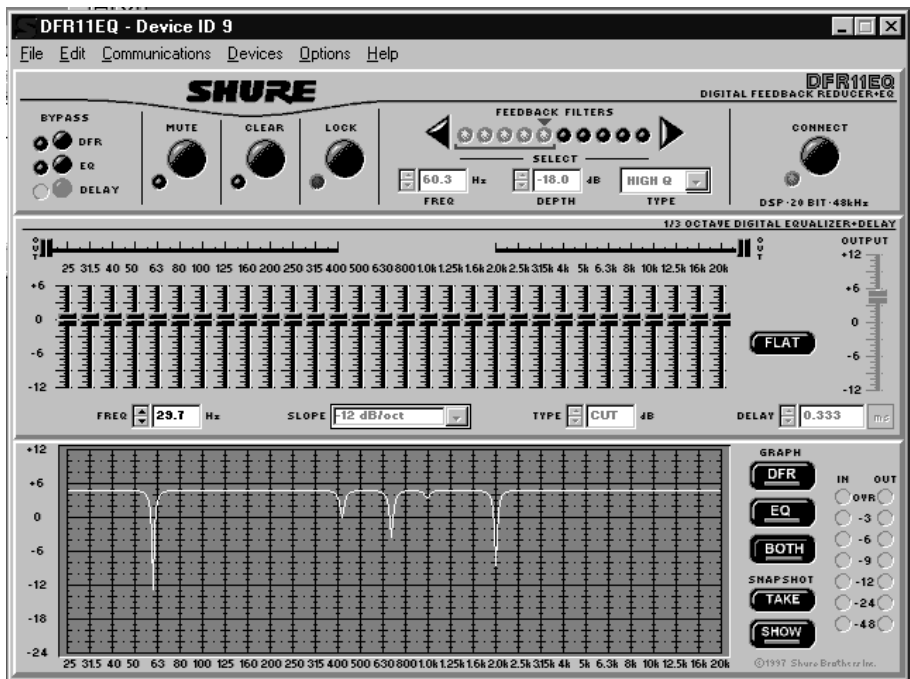 DFR11EQ - Device ID 9
File Edit Communications Devices Options Help
SHURE
DFR11EQ
DIGITAL FEEDBACK REDUCER+EQ
BYPASS
DFR
EQ
DELAY
MUTE
CLEAR
LOCK
FEEDBACK FILTERS
SELECT
60.3 Hz
-18.0 dB
HIGH Q
FREQ
DEPTH
TYPE
CONNECT
DSP·20 BIT·48kHz
1/3 OCTAVE DIGITAL EQUALIZER+DELAY
OUT
OUT
OUTPUT
25 31.5 40 50 63 80 100 125 160 200 250 315 400 500 630 800 1.0k 1.25k 1.6k 2.0k 2.5k 3.15k 4k 5k 6.3k 8k 10k 12.5k 16k 20k
+6
0
-6
-12
FLAT
+12
+6
0
-6
-12
FREQ 29.7 Hz
SLOPE -12 dB/oct
TYPE CUT dB
DELAY 0.333 ms
+12
+6
0
-6
-12
-18
-24
25 31.5 40 50 63 80 100 125 160 200 250 315 400 500 630 800 1.0k 1.25k 1.6k 2.0k 2.5k 3.15k 4k 5k 6.3k 8k 10k 12.5k 16k 20k
GRAPH
DFR
EQ
BOTH
SNAPSHOT
TAKE
SHOW
IN OUT
OVR
-3
-6
-9
-12
-24
-48
©1997 Shure Brothers Inc.